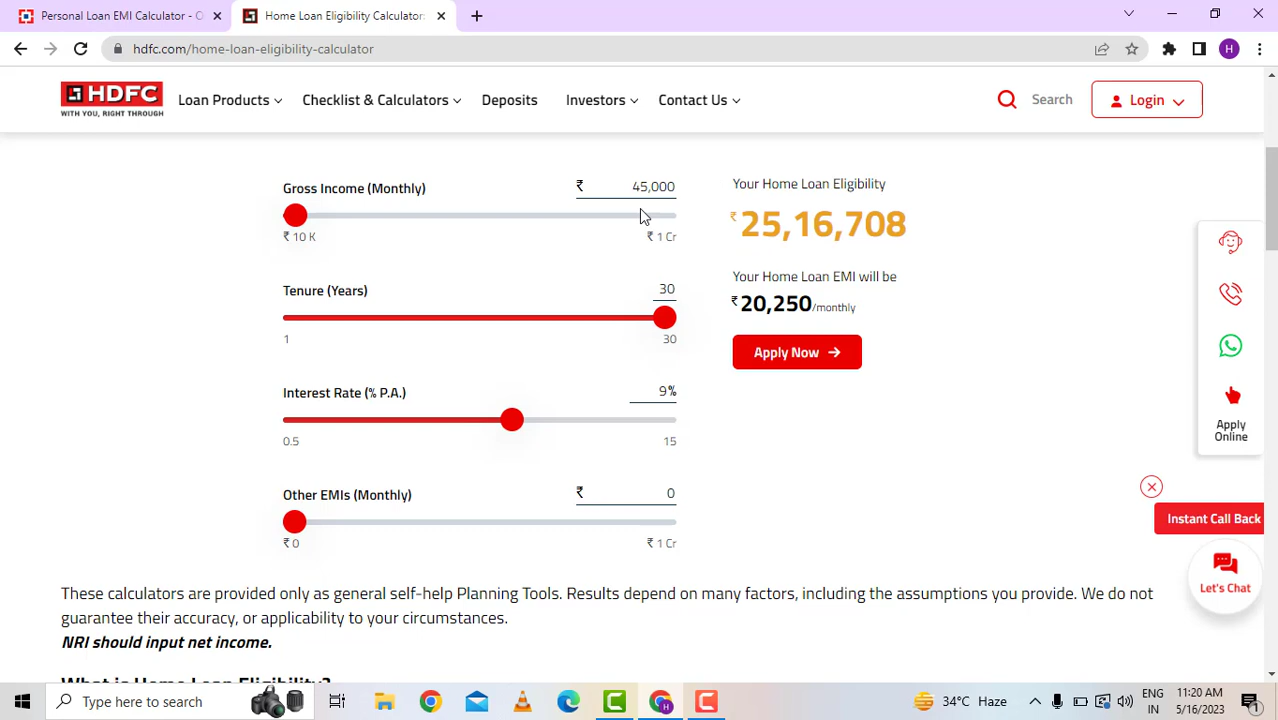 Personal Loan EMI Calculator - O
Home Loan Eligibility Calculator:
hdfc.com/home-loan-eligibility-calculator
H
HDFC
WITH YOU, RIGHT THROUGH
Loan Products
Checklist & Calculators
Deposits
Investors
Contact Us
Search
Login
Gross Income (Monthly)
₹ 45,000
₹ 10 K
₹ 1 Cr
Tenure (Years)
30
1
30
Interest Rate (% P.A.)
9%
0.5
15
Other EMIs (Monthly)
₹ 0
₹ 0
₹ 1 Cr
Your Home Loan Eligibility
₹25,16,708
Your Home Loan EMI will be
₹20,250/monthly
Apply Now
Apply
Online
Instant Call Back
Let's Chat
These calculators are provided only as general self-help Planning Tools. Results depend on many factors, including the assumptions you provide. We do not
guarantee their accuracy, or applicability to your circumstances.
NRI should input net income.
What is Home Loan Eligibility?
Type here to search
34°C Haze
ENG
IN
11:20 AM
5/16/2023